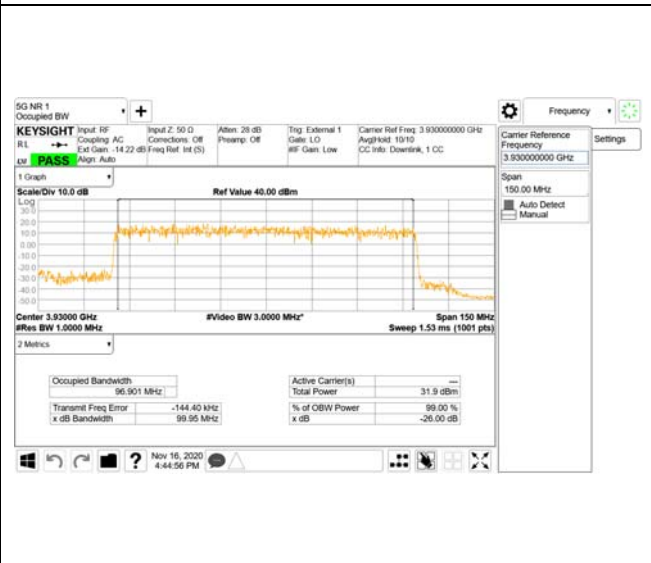 5G NR 1
Occupied BW
Frequency
KEYSIGHT Input: RF Input Z: 50 Ω Atten: 28 dB Trig: External 1 Carrier Ref Freq: 3.930000000 GHz
RL Coupling: AC Corrections: Off Preamp: Off Gate: LO Avg|Hold: 10/10
Ext Gain: -14.22 dB Freq Ref: Int (S) #IF Gain: Low CC Info: Downlink, 1 CC
PASS Align: Auto
Carrier Reference
Frequency
3.930000000 GHz
Settings
Span
150.00 MHz
Auto Detect
Manual
1 Graph
Scale/Div 10.0 dB Ref Value 40.00 dBm
Log
30.0
20.0
10.0
0.00
-10.0
-20.0
-30.0
-40.0
-50.0
Center 3.93000 GHz #Video BW 3.0000 MHz* Span 150 MHz
#Res BW 1.0000 MHz Sweep 1.53 ms (1001 pts)
2 Metrics
Occupied Bandwidth Active Carrier(s) —
96.901 MHz Total Power 31.9 dBm
Transmit Freq Error -144.40 kHz % of OBW Power 99.00 %
x dB Bandwidth 99.95 MHz x dB -26.00 dB
Nov 16, 2020
4:44:56 PM